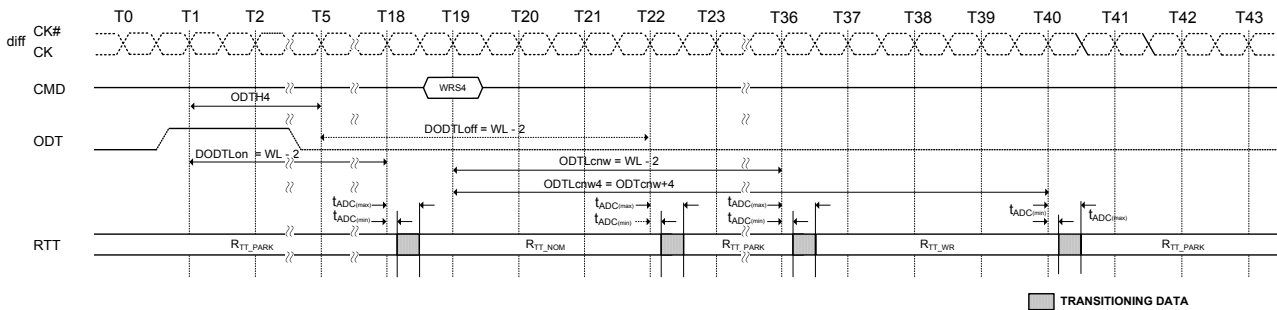 T0 T1 T2 T5 T18 T19 T20 T21 T22 T23 T36 T37 T38 T39 T40 T41 T42 T43
diff CK#
CK
CMD WRS4
ODTH4
ODT DODTLoff = WL - 2
DODTLon = WL - 2 ODTLcnw = WL - 2
ODTLcnw4 = ODTcnw+4
tADC(max) tADC(max) tADC(max)
tADC(min) tADC(min) tADC(min) tADC(min) tADC(max)
RTT RTT_PARK RTT_NOM RTT_PARK RTT_WR RTT_PARK
TRANSITIONING DATA